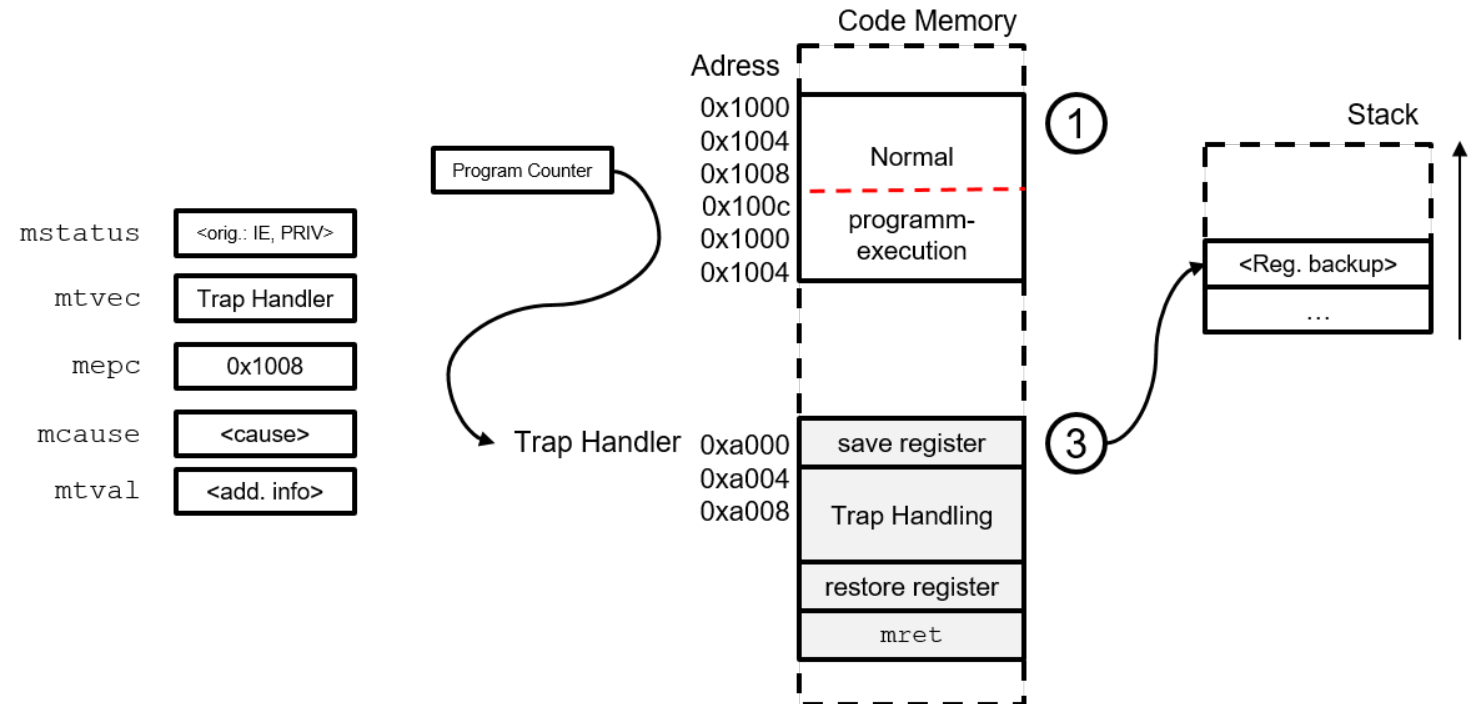 Code Memory
Adress
0x1000
0x1004
0x1008
0x100c
0x1000
0x1004
Normal
programm-
execution
1
Stack
<Reg. backup>
...
Program Counter
mstatus <orig.: IE, PRIV>
mtvec Trap Handler
mepc 0x1008
mcause <cause>
mtval <add. info>
Trap Handler
0xa000
0xa004
0xa008
save register
Trap Handling
restore register
mret
3